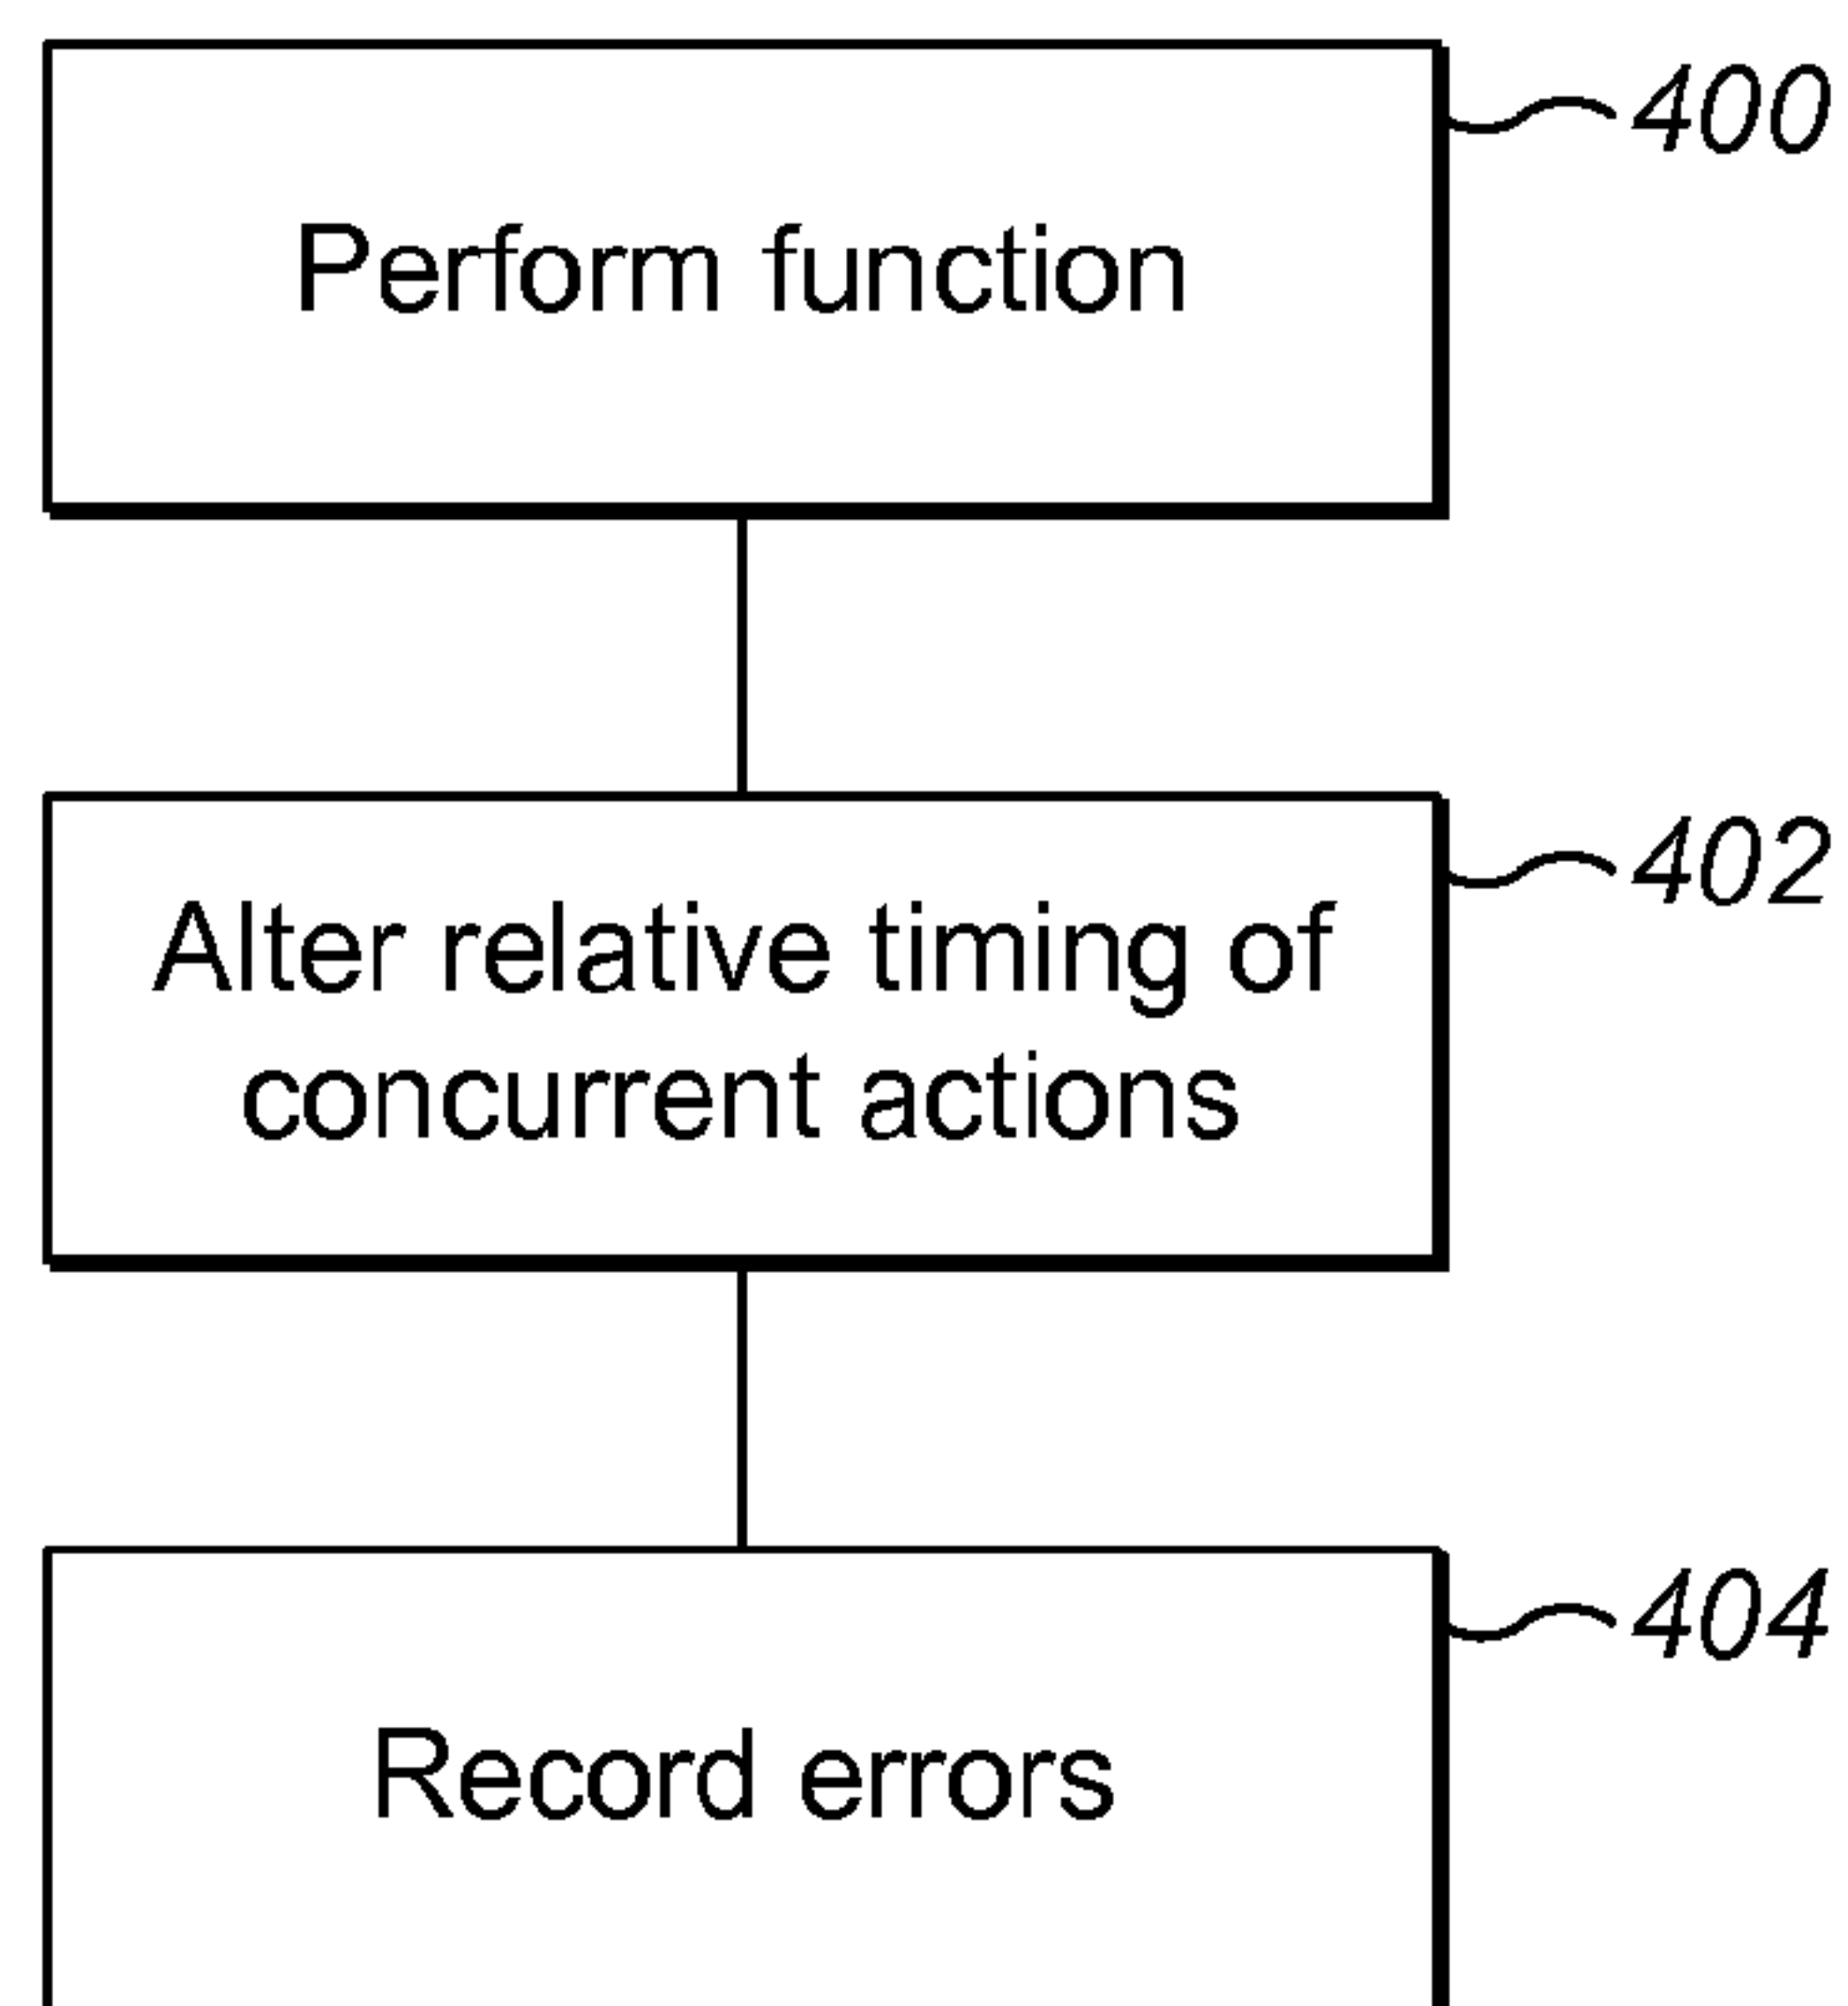 400
Perform function
402
Alter relative timing of
concurrent actions
404
Record errors